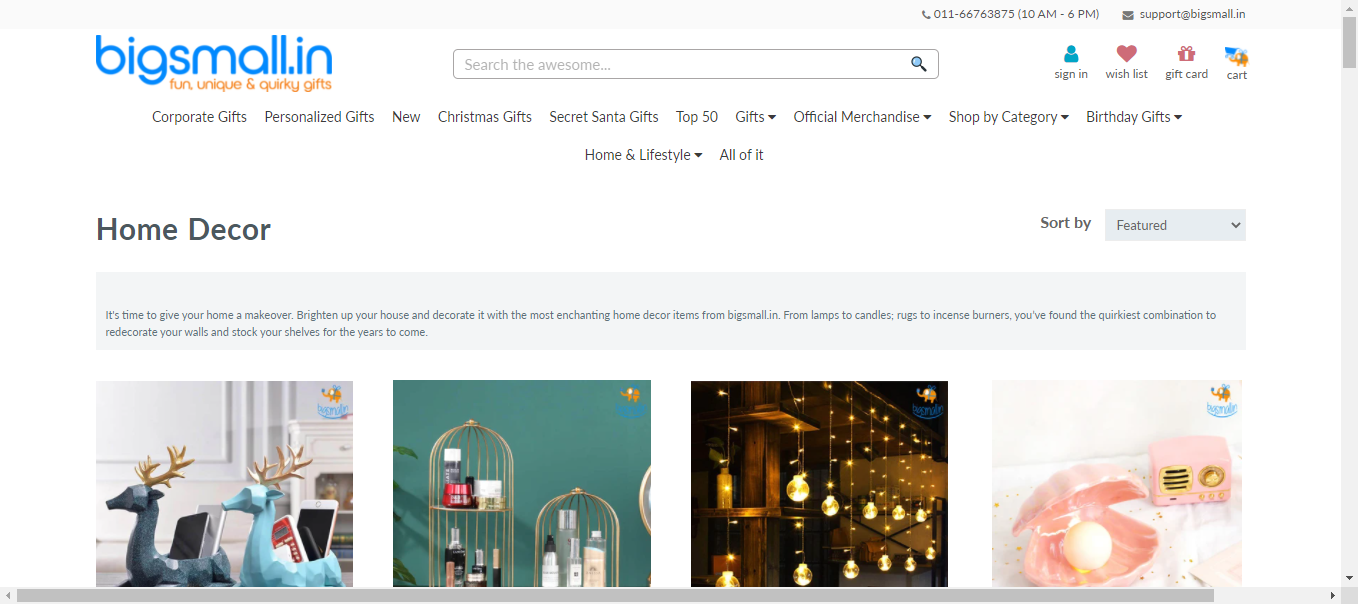 011-66763875 (10 AM - 6 PM) support@bigsmall.in
bigsmall.in
fun, unique & quirky gifts
Search the awesome...
sign in wish list gift card cart
Corporate Gifts Personalized Gifts New Christmas Gifts Secret Santa Gifts Top 50 Gifts Official Merchandise Shop by Category Birthday Gifts
Home & Lifestyle All of it
Home Decor
Sort by Featured
It's time to give your home a makeover. Brighten up your house and decorate it with the most enchanting home decor items from bigsmall.in. From lamps to candles; rugs to incense burners, you've found the quirkiest combination to
redecorate your walls and stock your shelves for the years to come.
bigsmall.in bigsmall.in bigsmall.in bigsmall.in